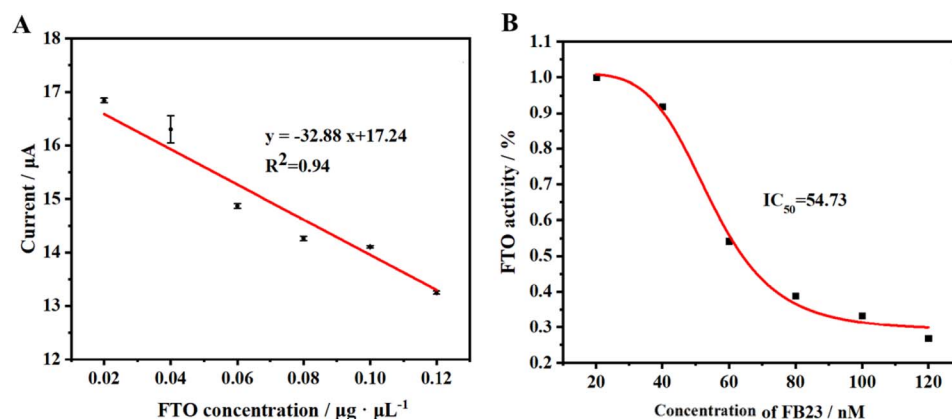 A
18
17
16
15
14
13
12
Current / μA
y = -32.88 x+17.24
R²=0.94
0.02 0.04 0.06 0.08 0.10 0.12
FTO concentration / μg · μL⁻¹
B
1.1
1.0
0.9
0.8
0.7
0.6
0.5
0.4
0.3
0.2
FTO activity / %
IC₅₀=54.73
20 40 60 80 100 120
Concentration of FB23 / nM